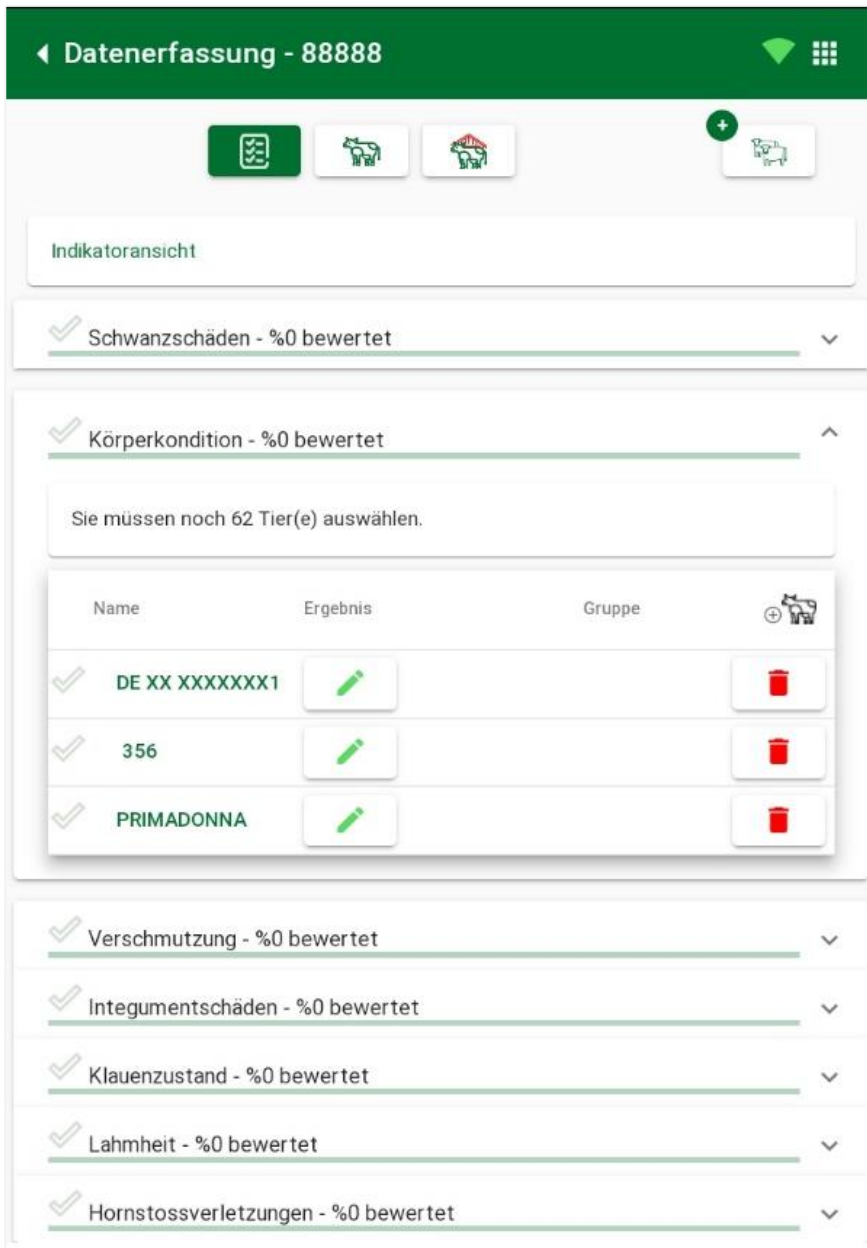 Datenerfassung - 88888
+
Indikatoransicht
Schwanzschäden - %0 bewertet
Körperkondition - %0 bewertet
Sie müssen noch 62 Tier(e) auswählen.
Name Ergebnis Gruppe
DE XX XXXXXXX1
356
PRIMADONNA
Verschmutzung - %0 bewertet
Integumentschäden - %0 bewertet
Klauenzustand - %0 bewertet
Lahmheit - %0 bewertet
Hornstossverletzungen - %0 bewertet